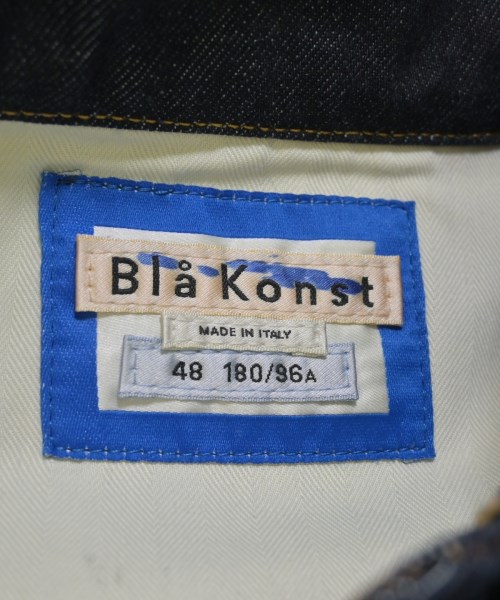 Blå Konst
MADE IN ITALY
48 180/96A